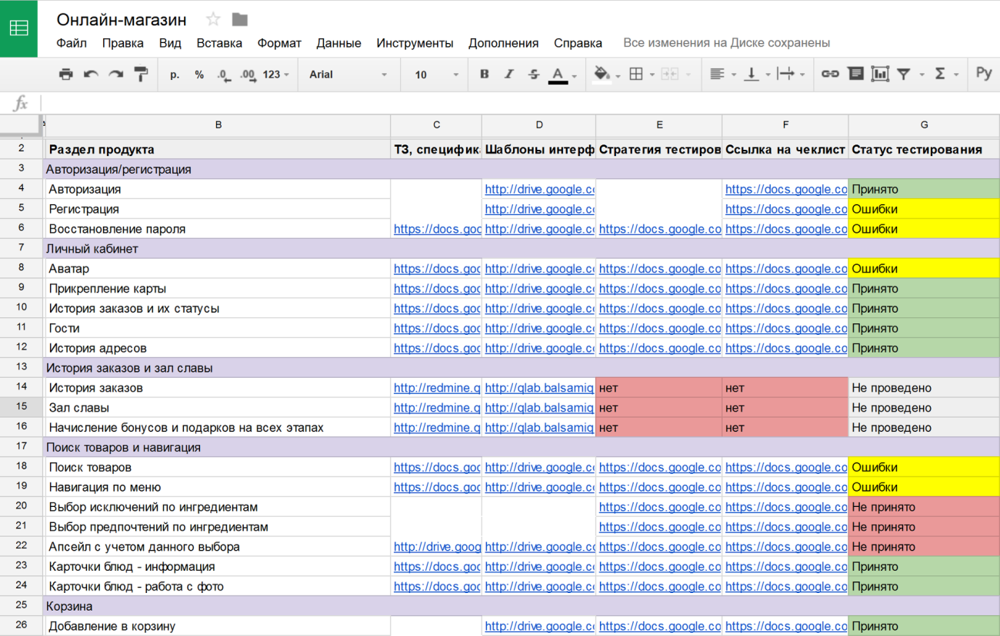 Онлайн-магазин
Файл Правка Вид Вставка Формат Данные Инструменты Дополнения Справка Все изменения на Диске сохранены
р. % .0 .00 123 Arial 10 B I S A Σ Ру
fx
B C D E F G
2 Раздел продукта ТЗ, специфик Шаблоны интерф Стратегия тестиров Ссылка на чеклист Статус тестирования
3 Авторизация/регистрация
4 Авторизация http://drive.google.co https://docs.google.co Принято
5 Регистрация http://drive.google.co https://docs.google.co Ошибки
6 Восстановление пароля https://docs.goo http://drive.google.co https://docs.google.co https://docs.google.co Ошибки
7 Личный кабинет
8 Аватар https://docs.goo http://drive.google.co https://docs.google.co https://docs.google.co Ошибки
9 Прикрепление карты https://docs.goo http://drive.google.co https://docs.google.co https://docs.google.co Принято
10 История заказов и их статусы https://docs.goo http://drive.google.co https://docs.google.co https://docs.google.co Принято
11 Гости https://docs.goo http://drive.google.co https://docs.google.co https://docs.google.co Принято
12 История адресов https://docs.goo http://drive.google.co https://docs.google.co https://docs.google.co Принято
13 История заказов и зал славы
14 История заказов http://redmine.q http://qlab.balsamiq нет нет Не проведено
15 Зал славы http://redmine.q http://qlab.balsamiq нет нет Не проведено
16 Начисление бонусов и подарков на всех этапах http://redmine.q http://qlab.balsamiq нет нет Не проведено
17 Поиск товаров и навигация
18 Поиск товаров https://docs.goo http://drive.google.co https://docs.google.co https://docs.google.co Ошибки
19 Навигация по меню https://docs.goo http://drive.google.co https://docs.google.co https://docs.google.co Ошибки
20 Выбор исключений по ингредиентам https://docs.google.co https://docs.google.co Не принято
21 Выбор предпочтений по ингредиентам https://docs.google.co https://docs.google.co Не принято
22 Апсейл с учетом данного выбора http://drive.goog http://drive.google.co https://docs.google.co https://docs.google.co Не принято
23 Карточки блюд - информация https://docs.goo http://drive.google.co https://docs.google.co https://docs.google.co Принято
24 Карточки блюд - работа с фото https://docs.goo http://drive.google.co https://docs.google.co https://docs.google.co Принято
25 Корзина
26 Добавление в корзину http://drive.google.co https://docs.google.co https://docs.google.co Принято